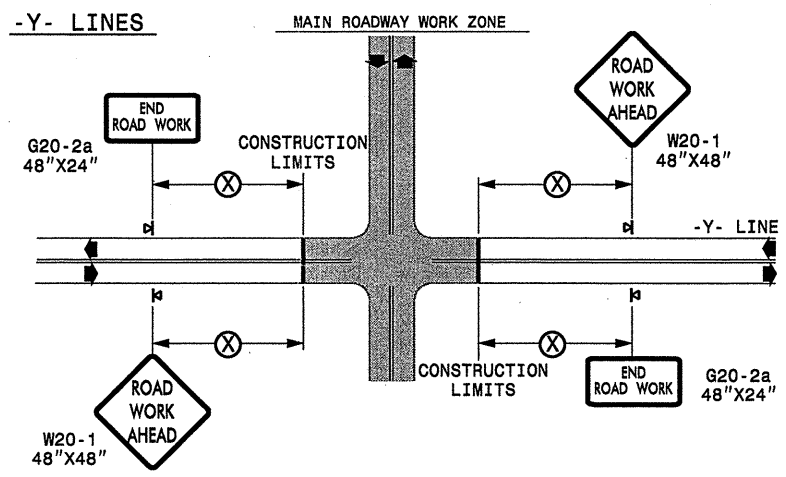 -Y- LINES
MAIN ROADWAY WORK ZONE
END
ROAD WORK
G20-2a
48"X24"
CONSTRUCTION
LIMITS
ROAD
WORK
AHEAD
W20-1
48"X48"
X
X
-Y- LINE
X
X
ROAD
WORK
AHEAD
W20-1
48"X48"
CONSTRUCTION
LIMITS
END
ROAD WORK
G20-2a
48"X24"